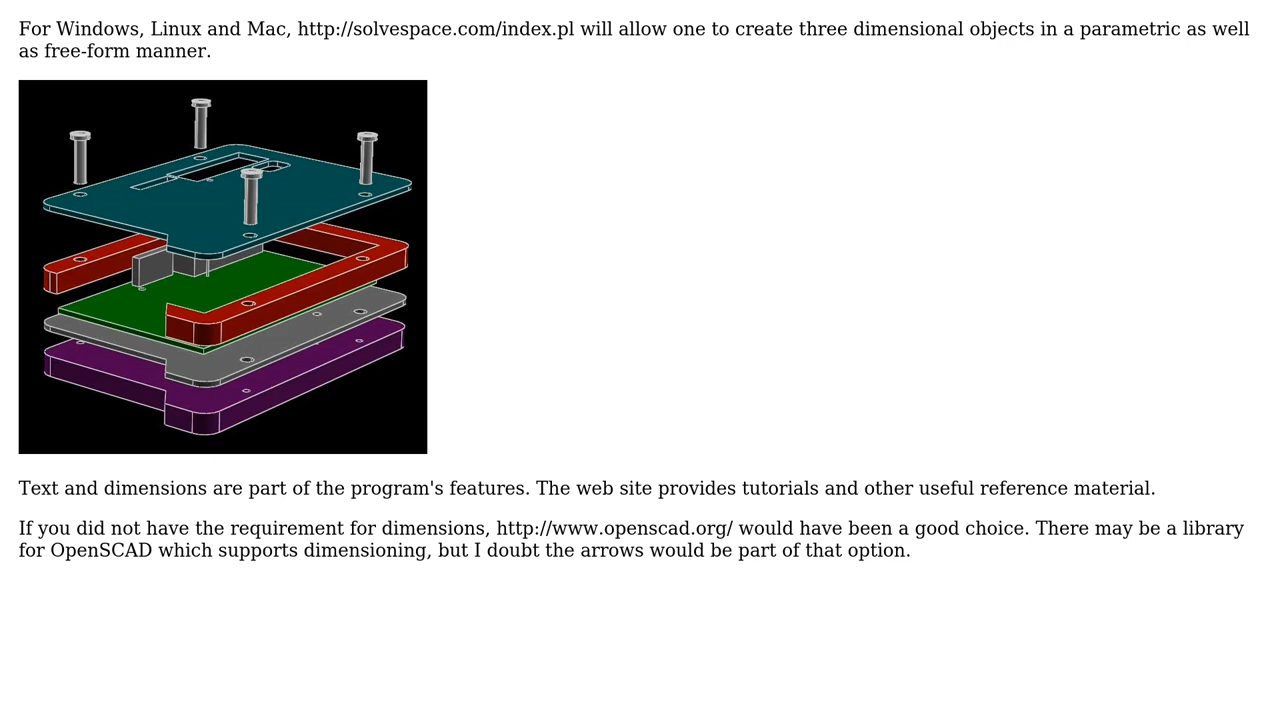 For Windows, Linux and Mac, http://solvespace.com/index.pl will allow one to create three dimensional objects in a parametric as well
as free-form manner.
Text and dimensions are part of the program's features. The web site provides tutorials and other useful reference material.
If you did not have the requirement for dimensions, http://www.openscad.org/ would have been a good choice. There may be a library
for OpenSCAD which supports dimensioning, but I doubt the arrows would be part of that option.